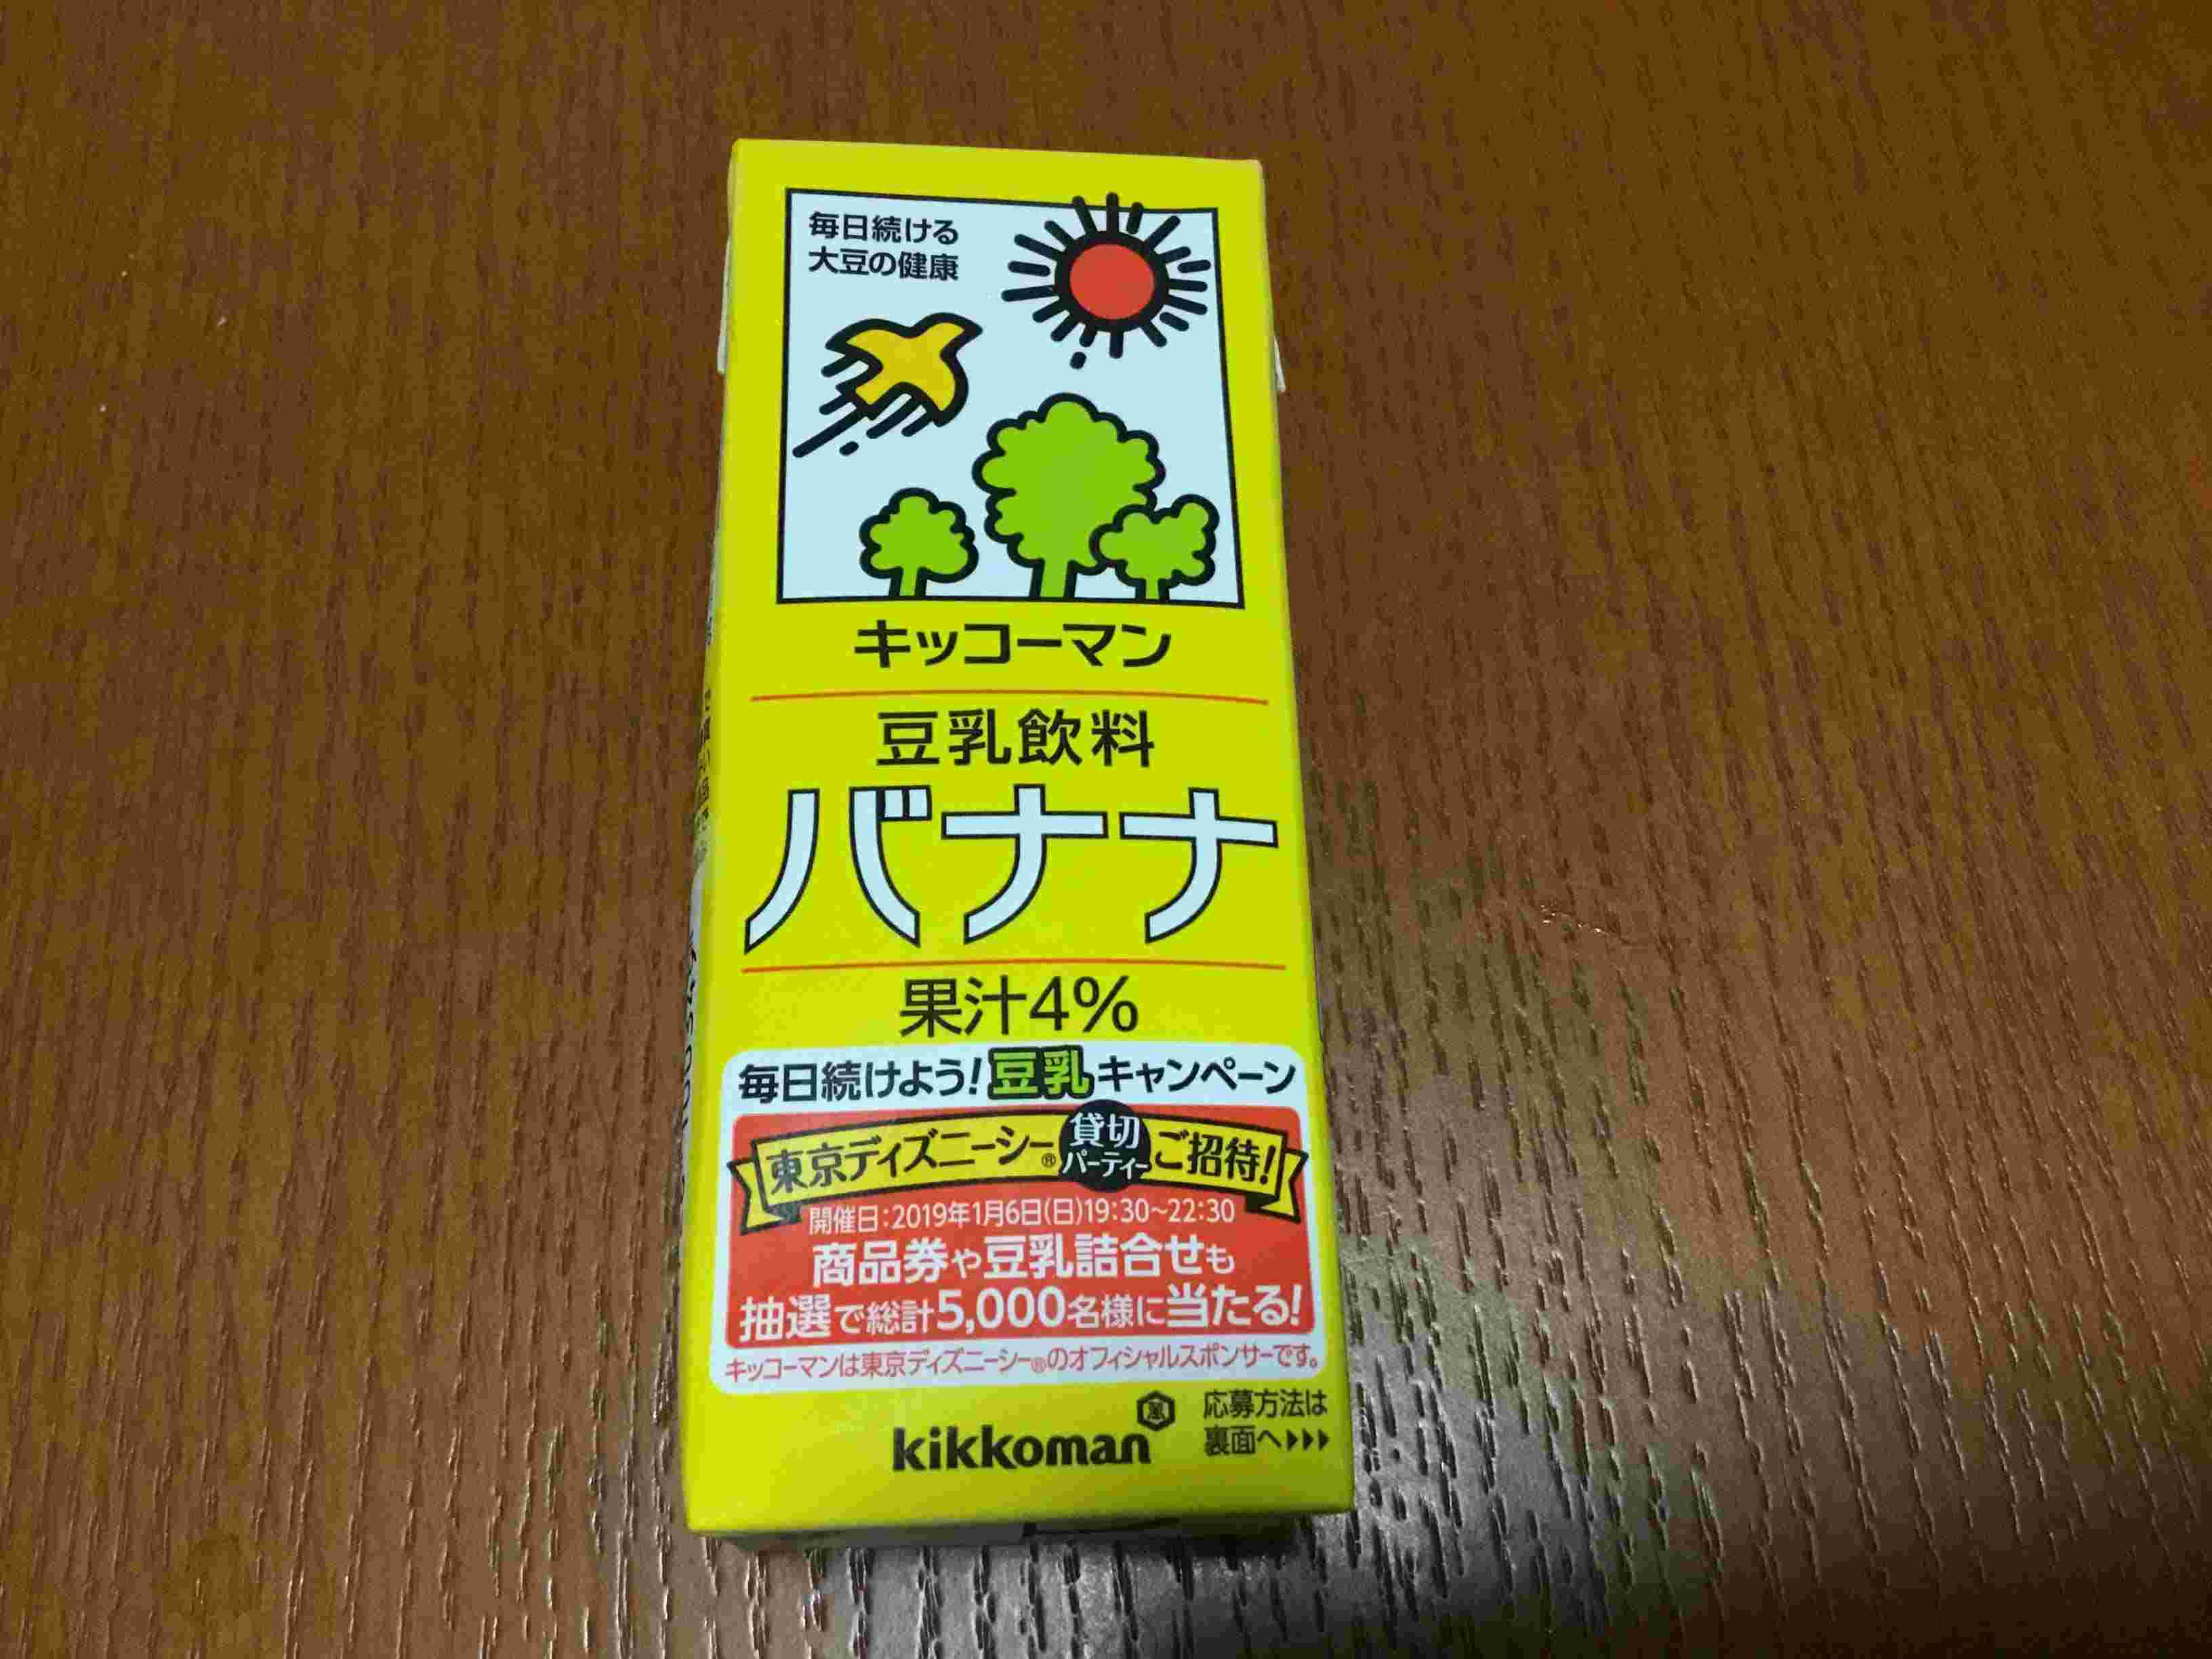 毎日続ける
大豆の健康
キッコーマン
豆乳飲料
バナナ
果汁4%
毎日続けよう!豆乳キャンペーン
東京ディズニーシー®貸切パーティーご招待!
開催日:2019年1月6日(日)19:30~22:30
商品券や豆乳詰合せも
抽選で総計5,000名様に当たる!
キッコーマンは東京ディズニーシー®のオフィシャルスポンサーです。
kikkoman
応募方法は
裏面へ